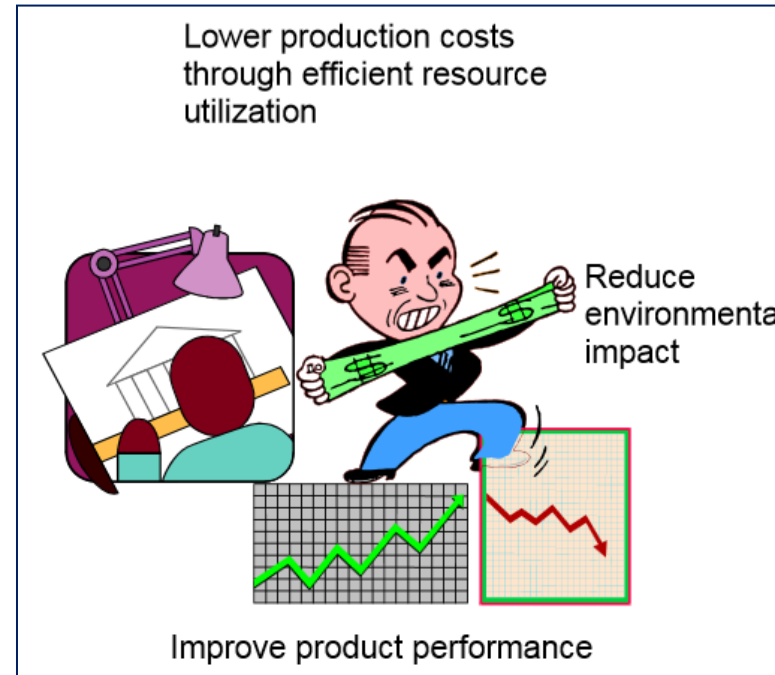 Lower production costs
through efficient resource
utilization
Reduce
environmenta
impact
Improve product performance